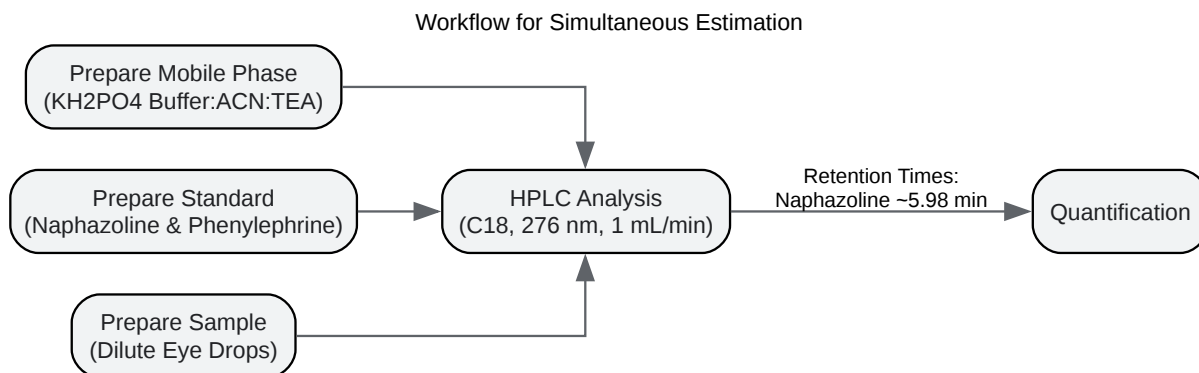 Workflow for Simultaneous Estimation
Prepare Mobile Phase
(KH2PO4 Buffer:ACN:TEA)
Prepare Standard
(Naphazoline & Phenylephrine)
Prepare Sample
(Dilute Eye Drops)
HPLC Analysis
(C18, 276 nm, 1 mL/min)
Retention Times:
Naphazoline ~5.98 min
Quantification